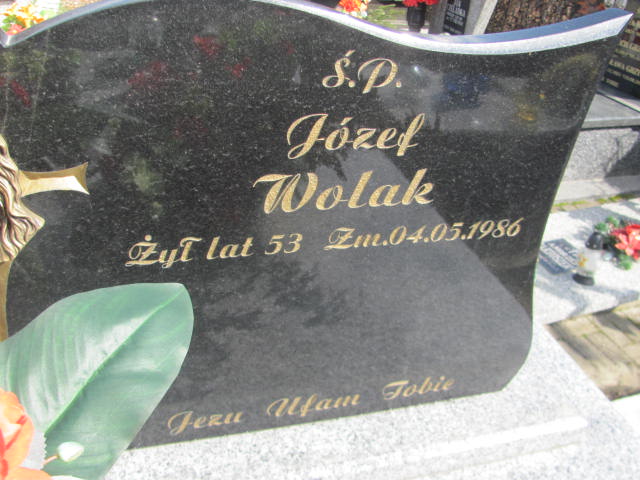 Ś.P.
Józef
Wolak
Żył lat 53 Zm.04.05.1986
Jezu Ufam Tobie